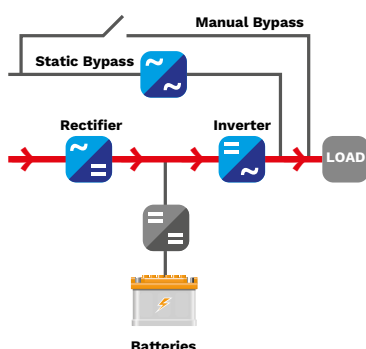 Manual Bypass
Static Bypass
Rectifier
Inverter
LOAD
Batteries